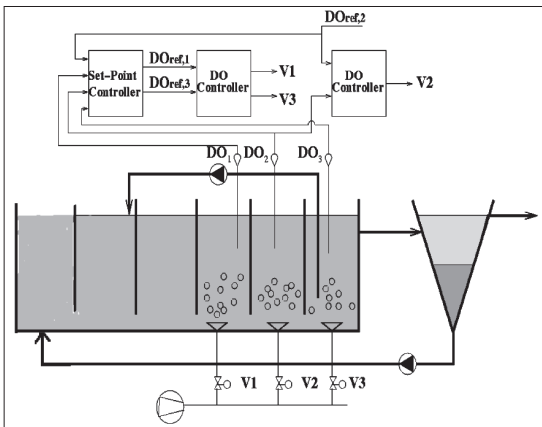 DOref,2
DOref,1
Set-Point
Controller
DOref,3
DO
Controller
V1
V3
DO
Controller
V2
DO1
DO2
DO3
V1
V2
V3